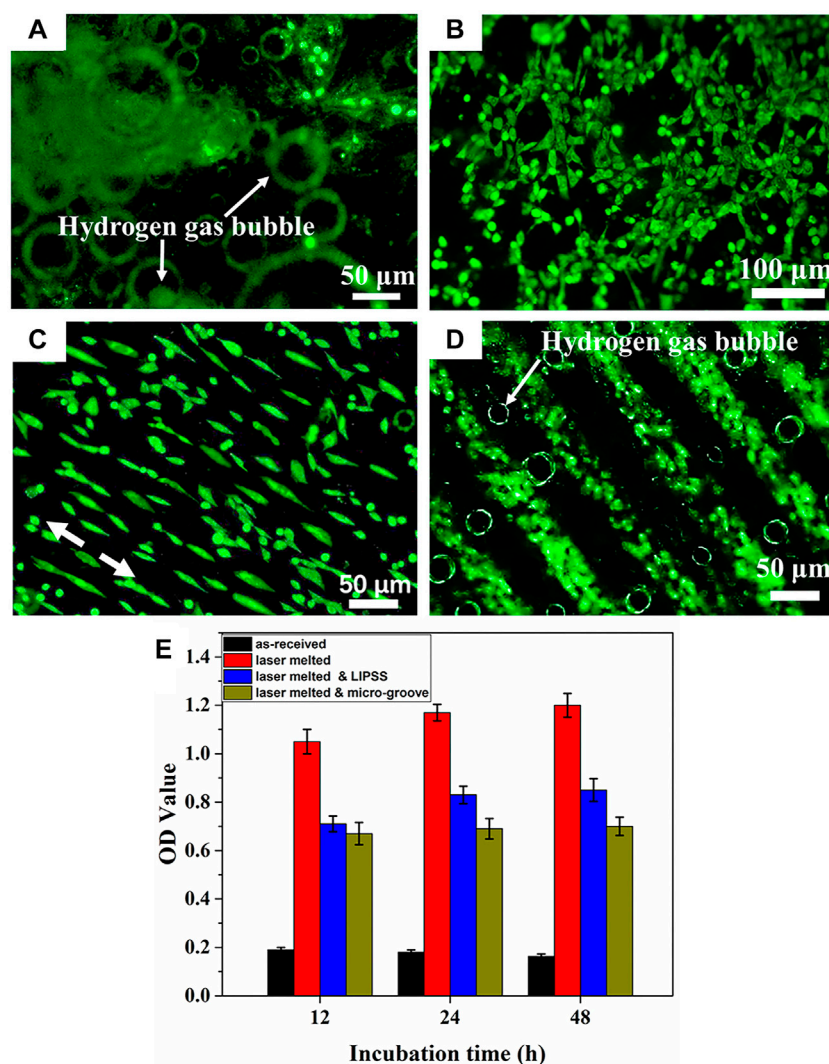 A
Hydrogen gas bubble
50 μm
B
100 μm
C
50 μm
D
Hydrogen gas bubble
50 μm
E
as-received
laser melted
laser melted & LIPSS
laser melted & micro-groove
OD Value
1.4
1.2
1.0
0.8
0.6
0.4
0.2
0.0
12
24
48
Incubation time (h)